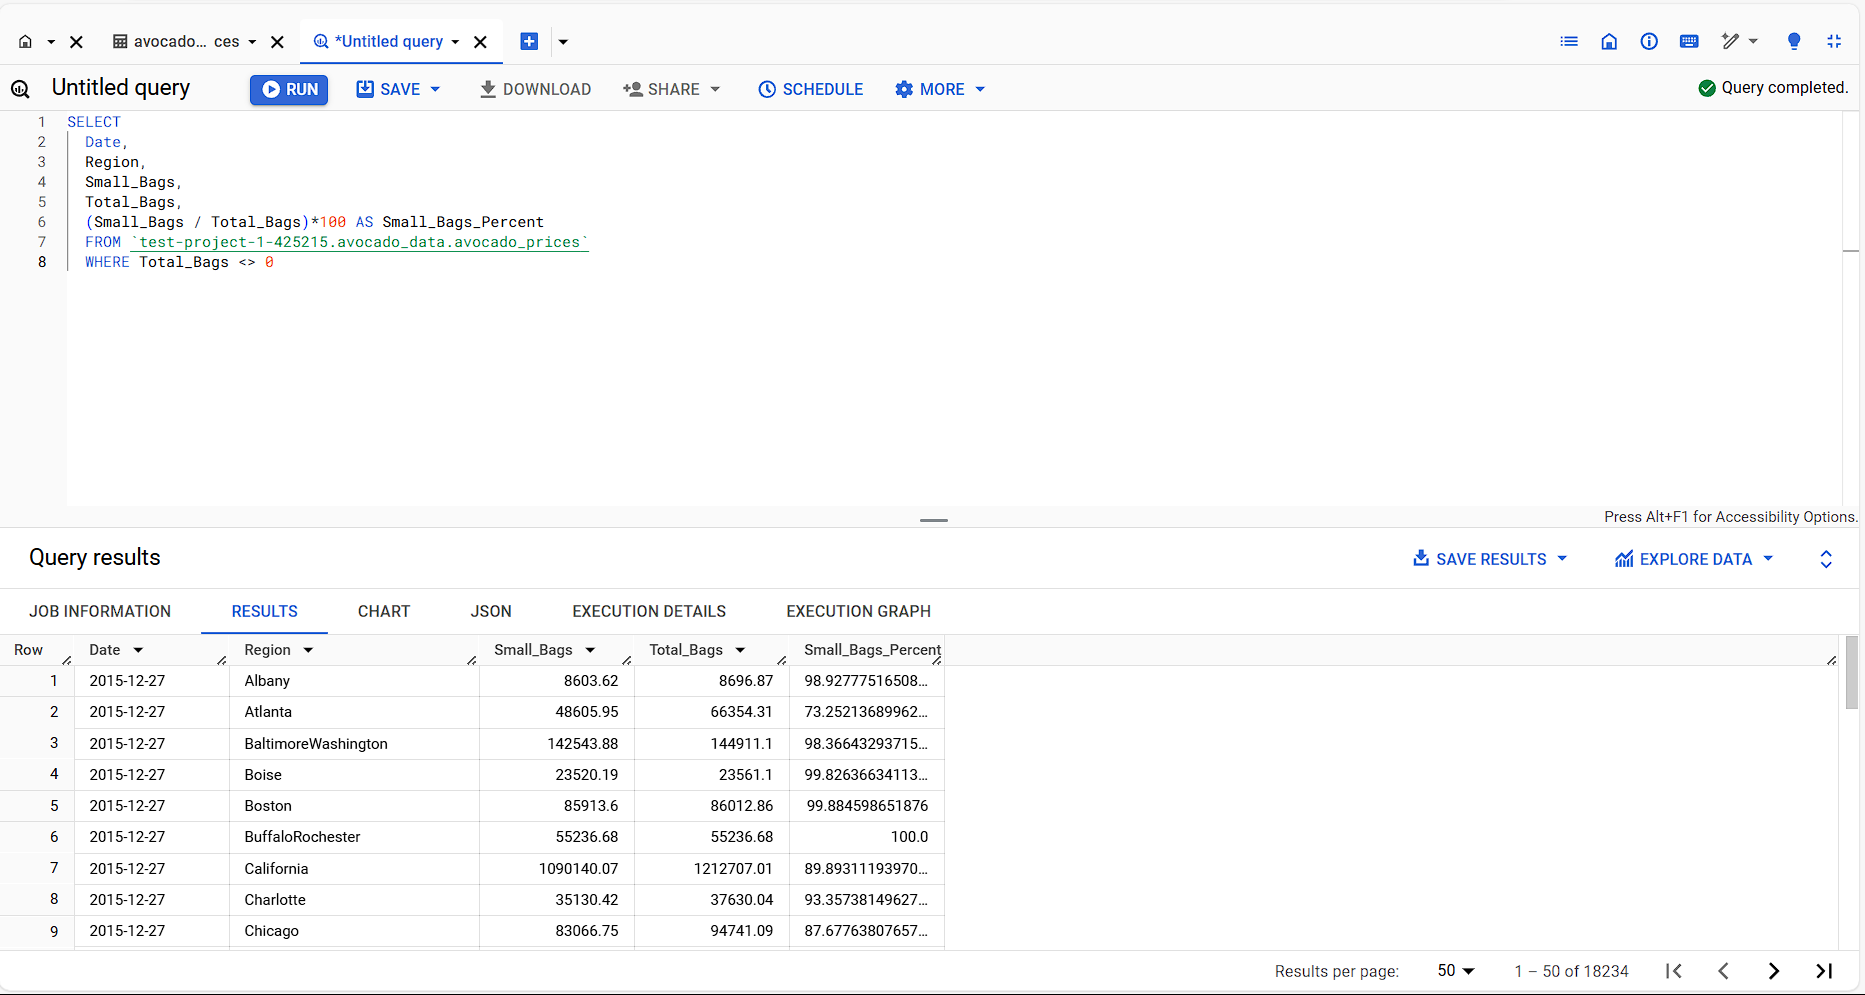 avocado... ces
*Untitled query
Untitled query
RUN
SAVE
DOWNLOAD
SHARE
SCHEDULE
MORE
Query completed.
1 SELECT
2 Date,
3 Region,
4 Small_Bags,
5 Total_Bags,
6 (Small_Bags / Total_Bags)*100 AS Small_Bags_Percent
7 FROM `test-project-1-425215.avocado_data.avocado_prices`
8 WHERE Total_Bags <> 0
Press Alt+F1 for Accessibility Options.
Query results
SAVE RESULTS
EXPLORE DATA
JOB INFORMATION RESULTS CHART JSON EXECUTION DETAILS EXECUTION GRAPH
Row Date Region Small_Bags Total_Bags Small_Bags_Percent
1 2015-12-27 Albany 8603.62 8696.87 98.92777516508...
2 2015-12-27 Atlanta 48605.95 66354.31 73.25213689962...
3 2015-12-27 BaltimoreWashington 142543.88 144911.1 98.36643293715...
4 2015-12-27 Boise 23520.19 23561.1 99.82636634113...
5 2015-12-27 Boston 85913.6 86012.86 99.884598651876
6 2015-12-27 BuffaloRochester 55236.68 55236.68 100.0
7 2015-12-27 California 1090140.07 1212707.01 89.89311193970...
8 2015-12-27 Charlotte 35130.42 37630.04 93.35738149627...
9 2015-12-27 Chicago 83066.75 94741.09 87.67763807657...
Results per page: 50 1 – 50 of 18234